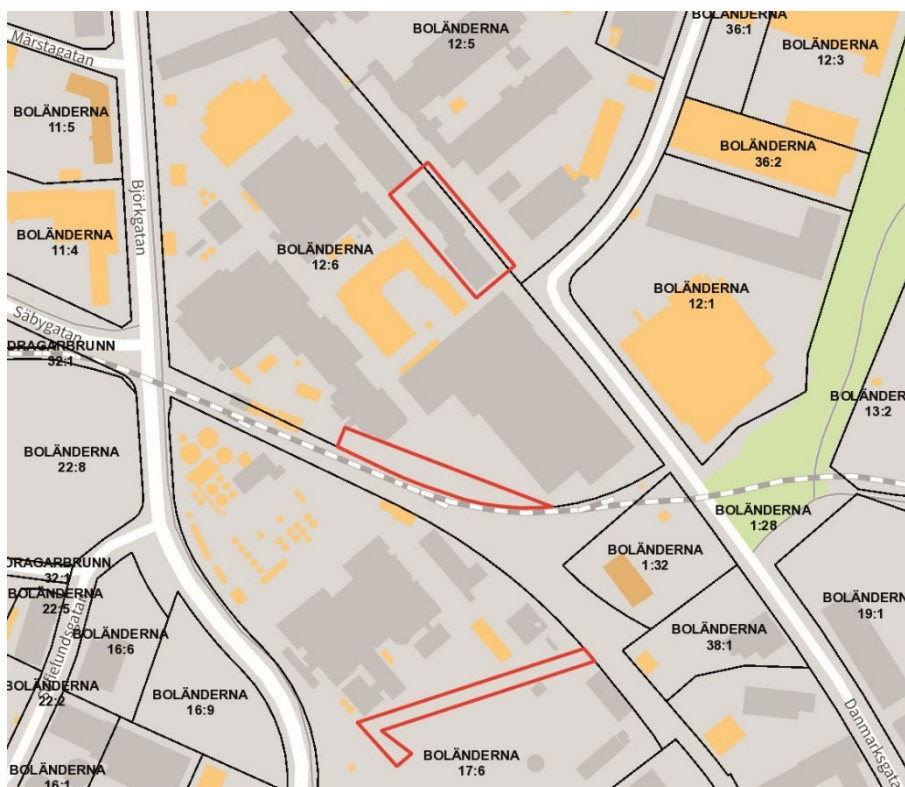 BOLÄNDERNA
36:1
BOLÄNDERNA
12:5
Märstagatan
BOLÄNDERNA
12:3
BOLÄNDERNA
11:5
BOLÄNDERNA
36:2
Björkgatan
BOLÄNDERNA
11:4
BOLÄNDERNA
12:6
BOLÄNDERNA
12:1
Säbygatan
DRAGARBRUNN
32:1
BOLÄNDER
13:2
BOLÄNDERNA
22:8
BOLÄNDERNA
1:28
BOLÄNDERNA
1:32
DRAGARBRUNN
32:1
BOLÄNDERNA
22:5
BOLÄNDERN
19:1
BOLÄNDERNA
16:6
BOLÄNDERNA
38:1
BOLÄNDERNA
22:2
BOLÄNDERNA
16:9
Danmarksgat
BOLÄNDERNA
17:6
BOLÄNDERNA
16:1